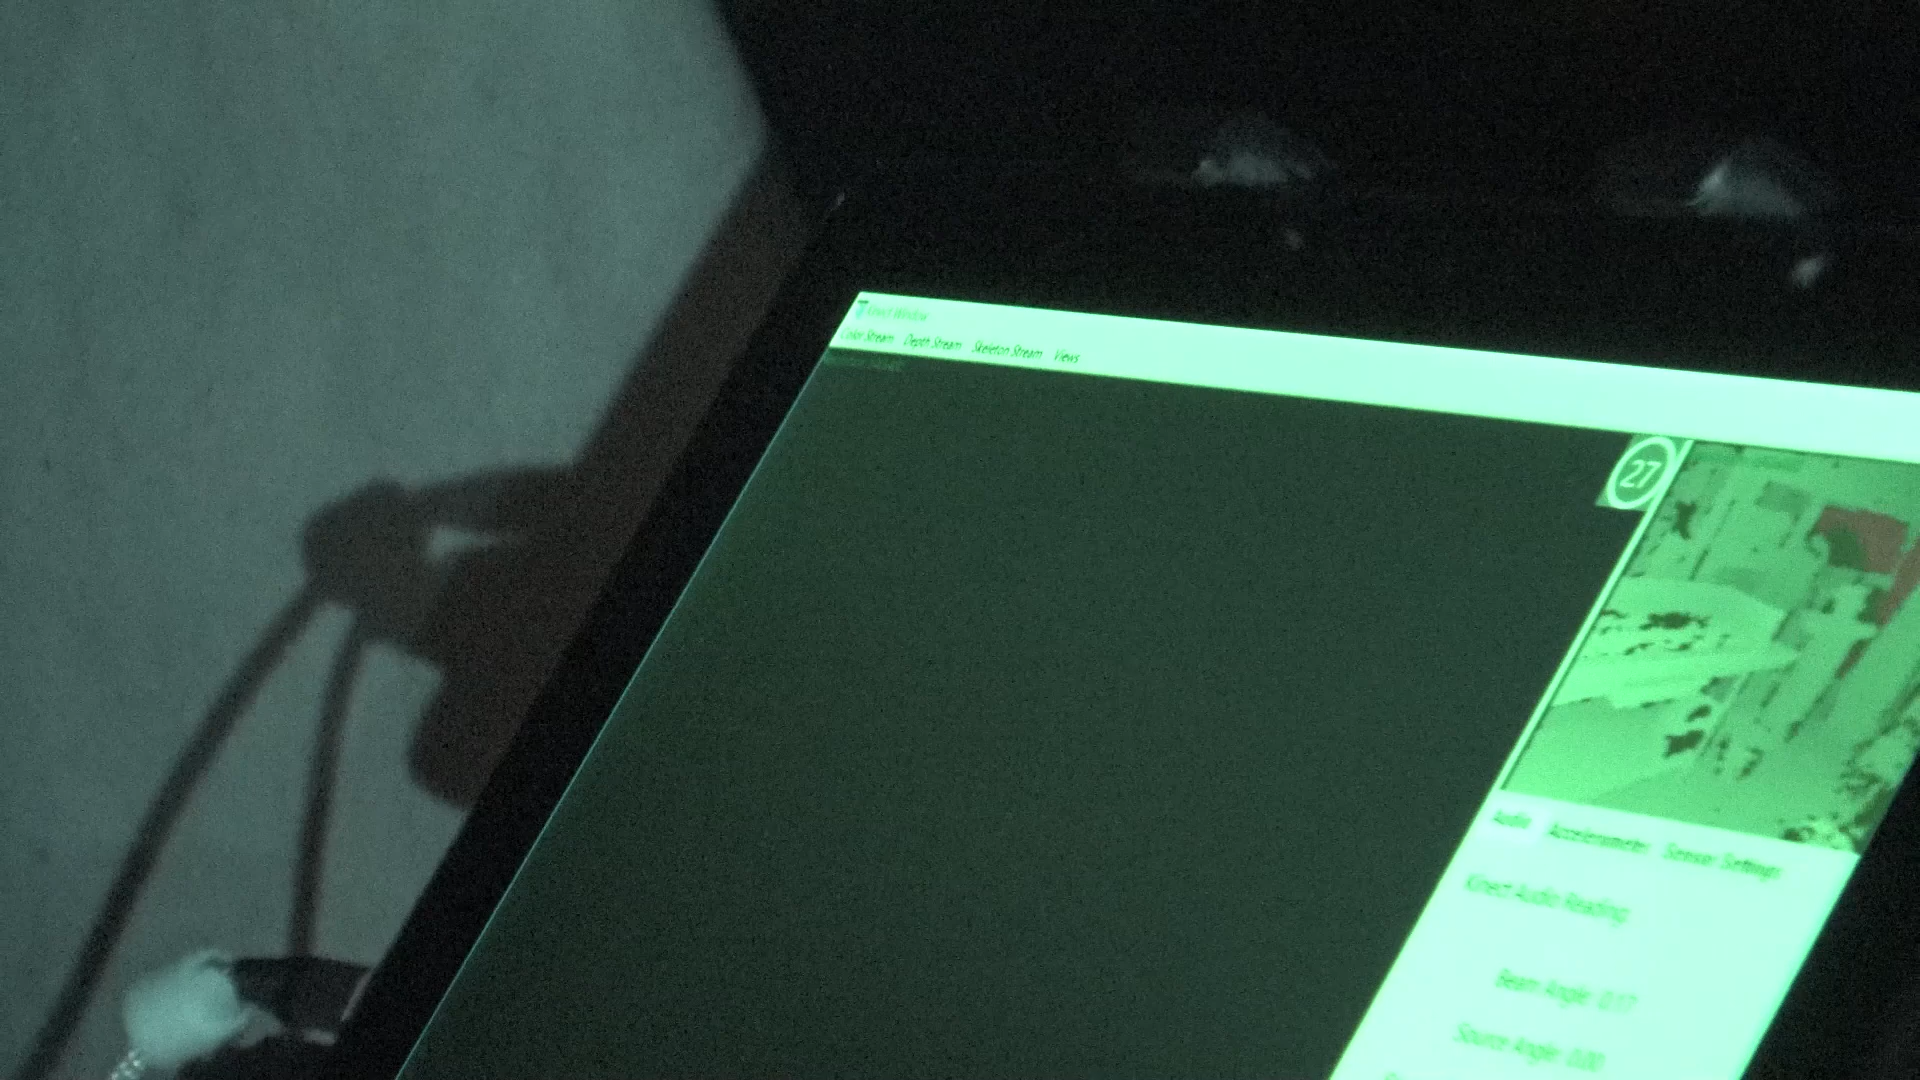 Kinect Window
Color Stream Depth Stream Skeleton Stream Views
27
Audio Accelerometer Sensor Settings
Kinect Audio Reading
Beam Angle: 0.17
Source Angle: 0.00